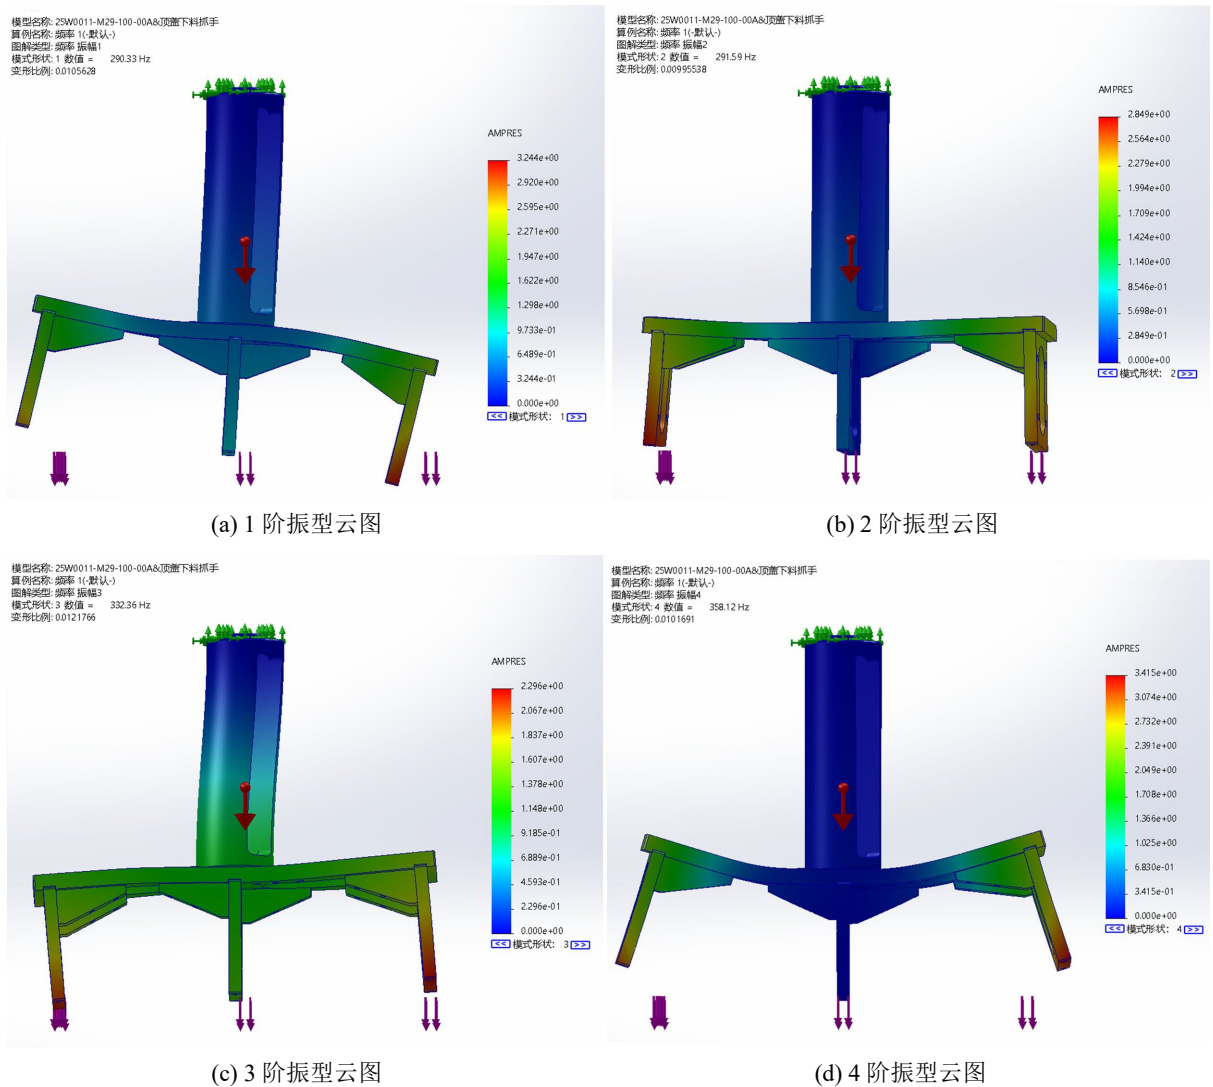 模型名称: 25W0011-M29-100-00A&顶盖下料抓手
算例名称: 频率 1(-默认-)
图解类型: 频率 振幅1
模式形状: 1 数值 = 290.33 Hz
变形比例: 0.0105628
AMPRES
3.244e+00
2.920e+00
2.595e+00
2.271e+00
1.947e+00
1.622e+00
1.298e+00
9.733e-01
6.489e-01
3.244e-01
0.000e+00
<< 模式形状: 1 >>
(a) 1 阶振型云图
模型名称: 25W0011-M29-100-00A&顶盖下料抓手
算例名称: 频率 1(-默认-)
图解类型: 频率 振幅2
模式形状: 2 数值 = 291.59 Hz
变形比例: 0.00995538
AMPRES
2.849e+00
2.564e+00
2.279e+00
1.994e+00
1.709e+00
1.424e+00
1.140e+00
8.546e-01
5.698e-01
2.849e-01
0.000e+00
<< 模式形状: 2 >>
(b) 2 阶振型云图
模型名称: 25W0011-M29-100-00A&顶盖下料抓手
算例名称: 频率 1(-默认-)
图解类型: 频率 振幅3
模式形状: 3 数值 = 332.36 Hz
变形比例: 0.0121766
AMPRES
2.296e+00
2.067e+00
1.837e+00
1.607e+00
1.378e+00
1.148e+00
9.185e-01
6.889e-01
4.593e-01
2.296e-01
0.000e+00
<< 模式形状: 3 >>
(c) 3 阶振型云图
模型名称: 25W0011-M29-100-00A&顶盖下料抓手
算例名称: 频率 1(-默认-)
图解类型: 频率 振幅4
模式形状: 4 数值 = 358.12 Hz
变形比例: 0.0101691
AMPRES
3.415e+00
3.074e+00
2.732e+00
2.391e+00
2.049e+00
1.708e+00
1.366e+00
1.025e+00
6.830e-01
3.415e-01
0.000e+00
<< 模式形状: 4 >>
(d) 4 阶振型云图